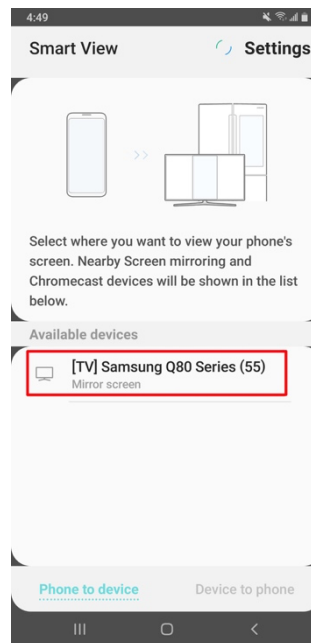 4:49
Smart View
Settings
>>
Select where you want to view your phone's
screen. Nearby Screen mirroring and
Chromecast devices will be shown in the list
below.
Available devices
[TV] Samsung Q80 Series (55)
Mirror screen
Phone to device
Device to phone